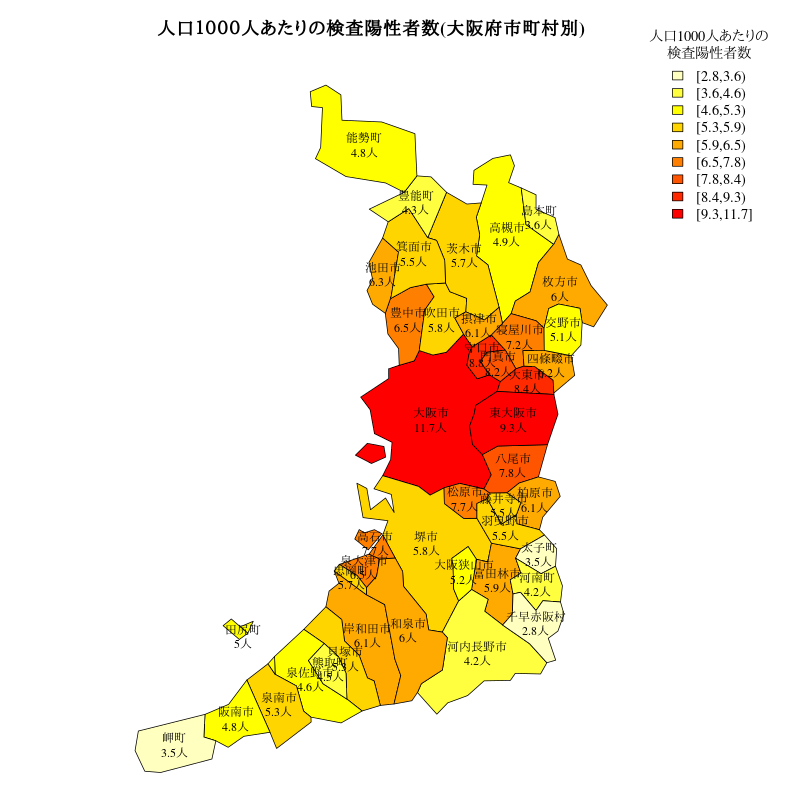 人口1000人あたりの検査陽性者数(大阪府市町村別)
人口1000人あたりの
検査陽性者数
[2.8,3.6)
[3.6,4.6)
[4.6,5.3)
[5.3,5.9)
[5.9,6.5)
[6.5,7.8)
[7.8,8.4)
[8.4,9.3)
[9.3,11.7]
能勢町
4.8人
豊能町
4.3人
島本町
3.6人
高槻市
4.9人
箕面市
5.5人
茨木市
5.7人
池田市
6.3人
枚方市
6人
豊中市
6.5人
吹田市
5.8人
摂津市
6.1人
寝屋川市
7.2人
交野市
5.1人
守口市
8.8人
門真市
8.2人
四條畷市
6.2人
大東市
8.4人
大阪市
11.7人
東大阪市
9.3人
八尾市
7.8人
松原市
7.7人
藤井寺市
5.5人
柏原市
6.1人
羽曳野市
5.5人
高石市
7.7人
堺市
5.8人
太子町
3.5人
泉大津市
6.5人
忠岡町
5.7人
大阪狭山市
5.2人
富田林市
5.9人
河南町
4.2人
千早赤阪村
2.8人
田尻町
5人
岸和田市
6.1人
和泉市
6人
河内長野市
4.2人
貝塚市
5.3人
熊取町
4.5人
泉佐野市
4.6人
泉南市
5.3人
阪南市
4.8人
岬町
3.5人